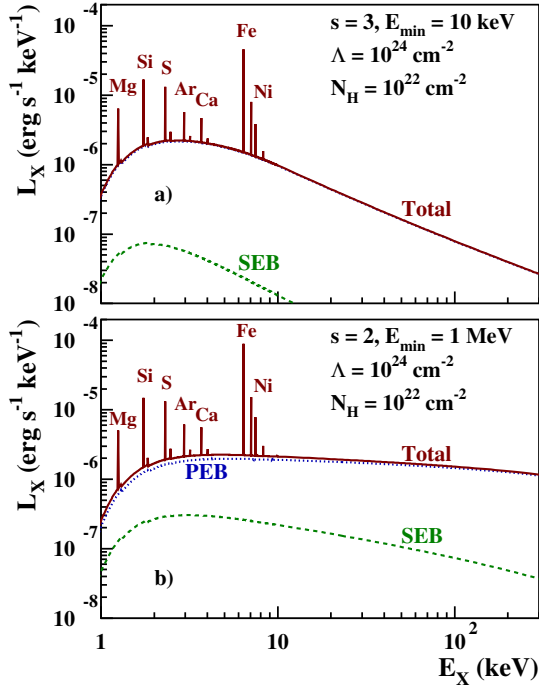 L_X (erg s^-1 keV^-1)
10^-4
10^-5
10^-6
10^-7
10^-8
s = 3, E_min = 10 keV
Λ = 10^24 cm^-2
N_H = 10^22 cm^-2
Fe
Si
S
Mg
Ar
Ca
Ni
a)
Total
SEB
L_X (erg s^-1 keV^-1)
10^-4
10^-5
10^-6
10^-7
10^-8
s = 2, E_min = 1 MeV
Λ = 10^24 cm^-2
N_H = 10^22 cm^-2
Fe
Si
S
Mg
Ar
Ca
Ni
Total
PEB
SEB
b)
1
10
10^2
E_X (keV)